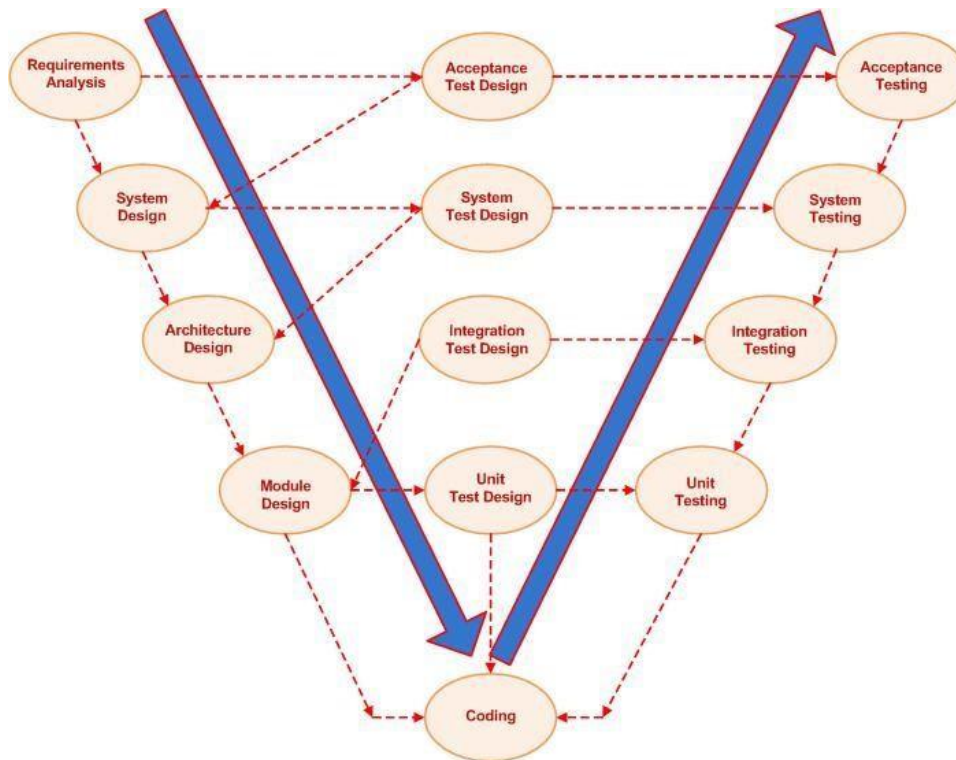 Requirements
Analysis
Acceptance
Test Design
Acceptance
Testing
System
Design
System
Test Design
System
Testing
Architecture
Design
Integration
Test Design
Integration
Testing
Module
Design
Unit
Test Design
Unit
Testing
Coding